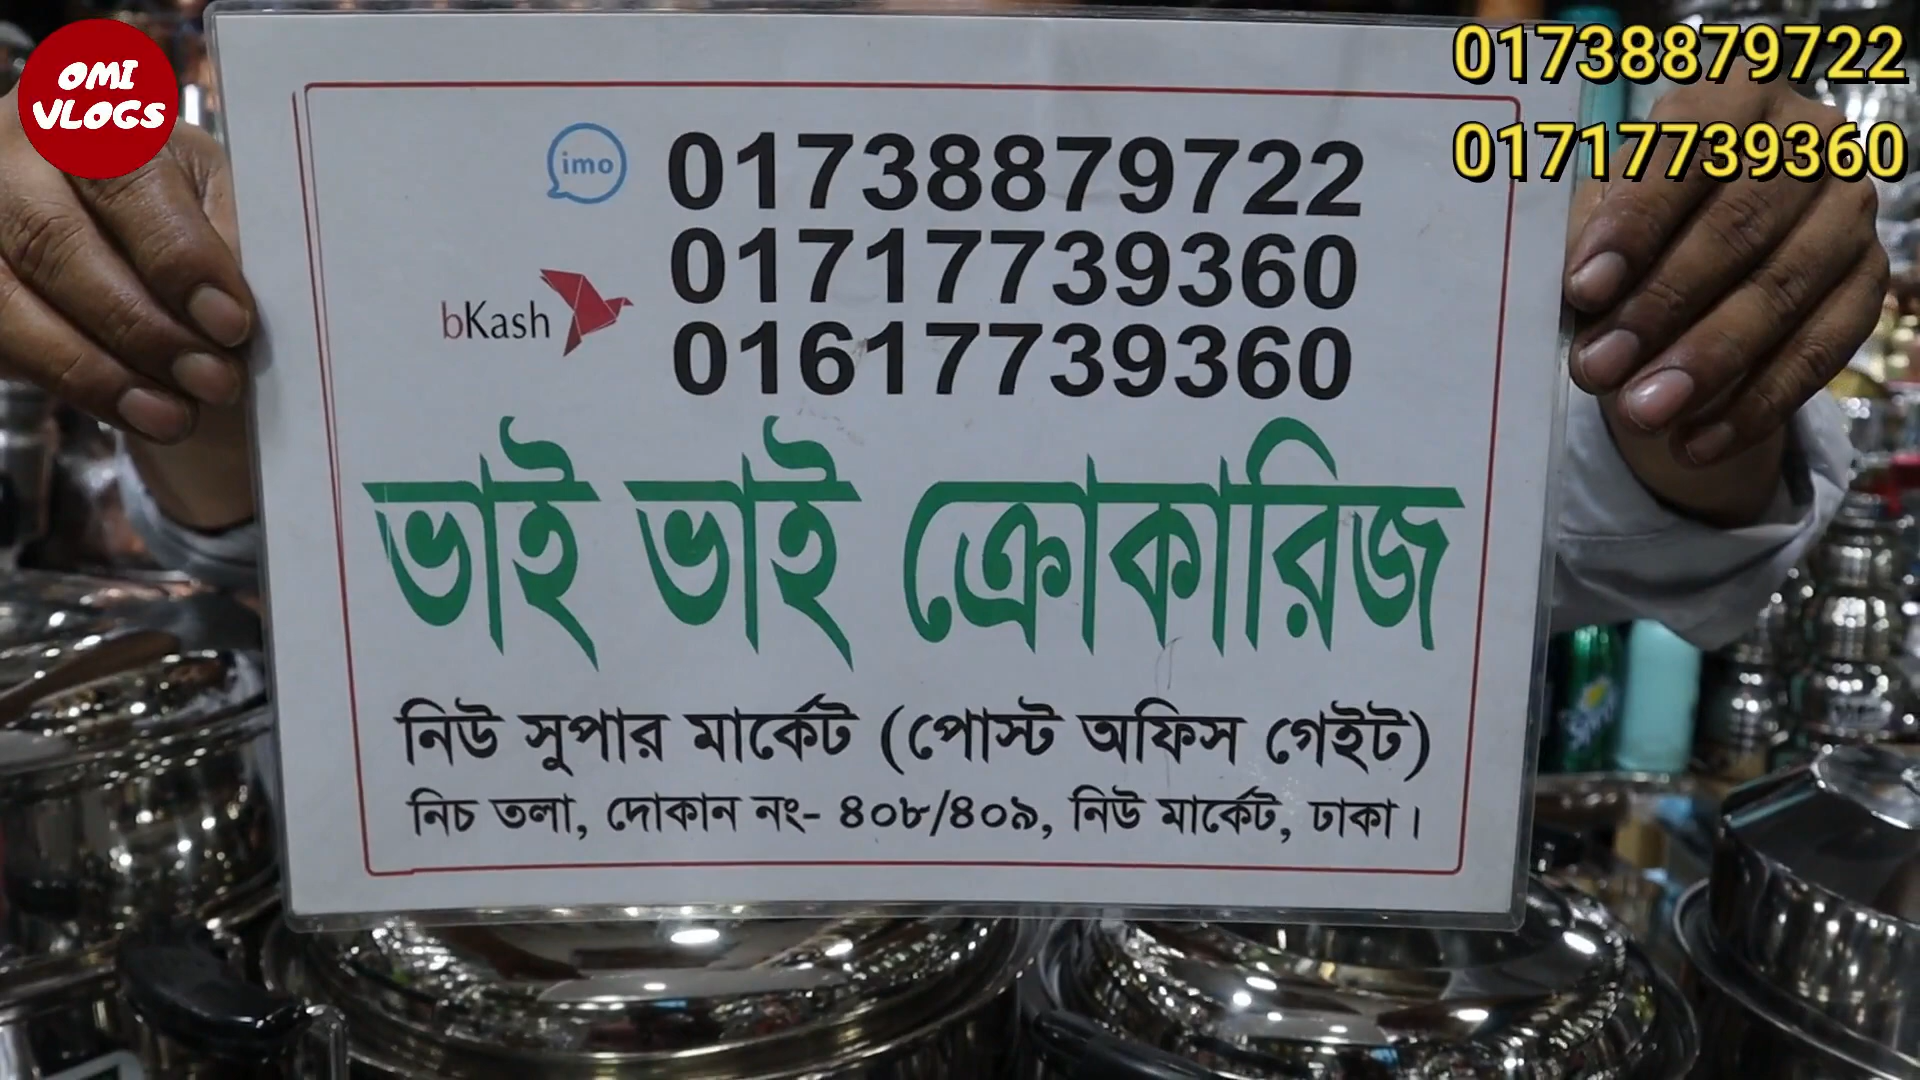 OMI
VLOGS
01738879722
01717739360
imo
01738879722
01717739360
bKash
01617739360
ভাই ভাই ক্রোকারিজ
নিউ সুপার মার্কেট (পোস্ট অফিস গেইট)
নিচ তলা, দোকান নং- ৪০৮/৪০৯, নিউ মার্কেট, ঢাকা।